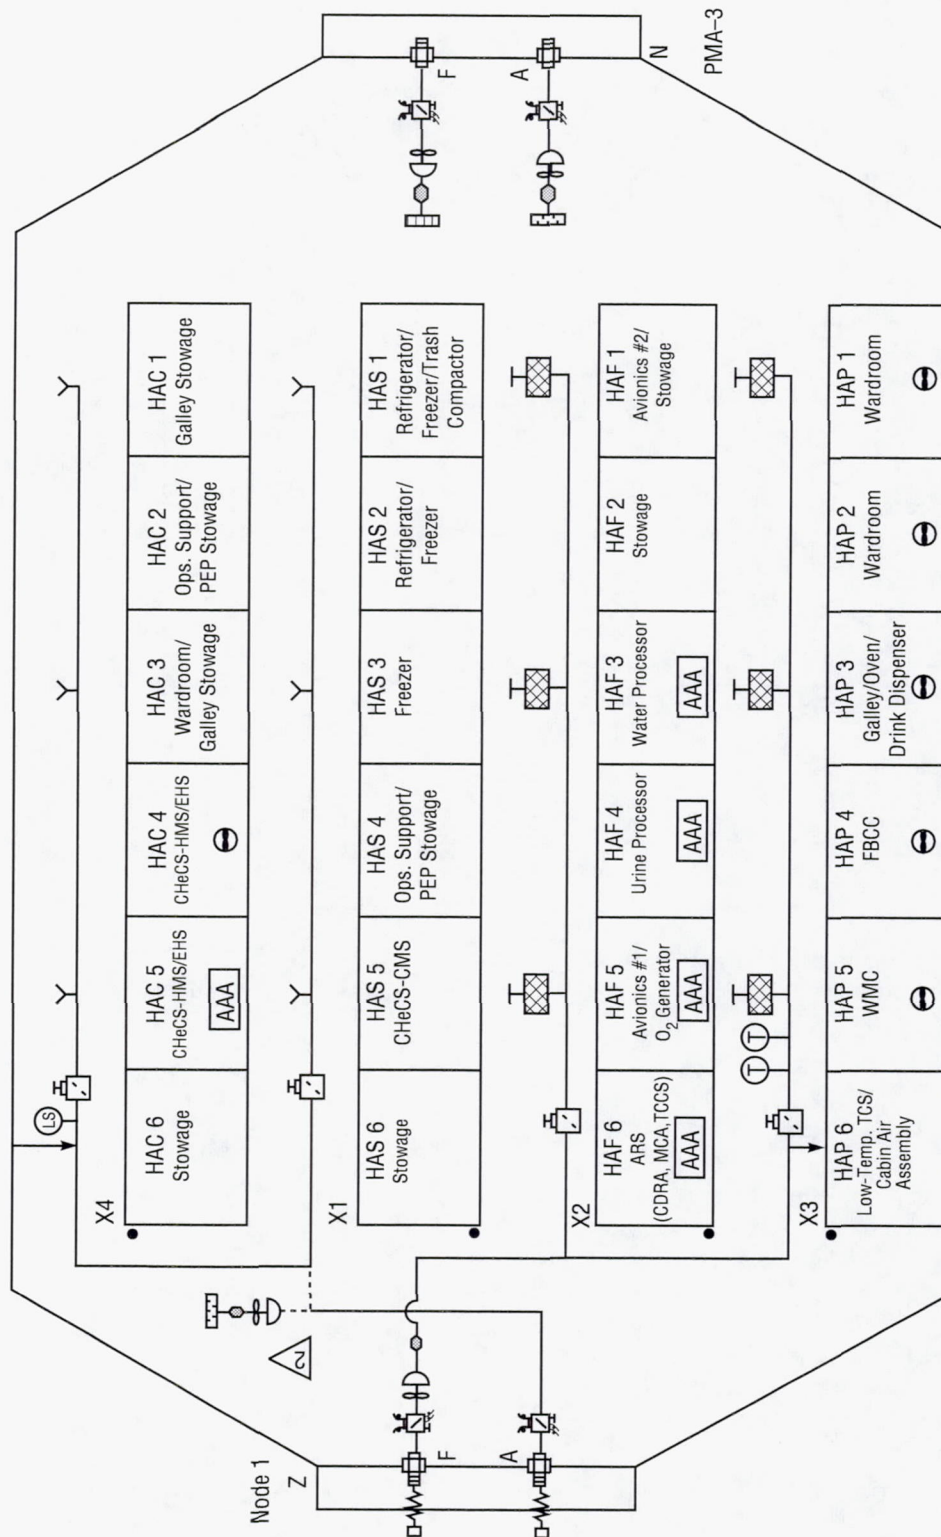 LS
X4
HAC 6
Stowage
HAC 5
CHeCS-HMS/EHS
AAA
HAC 4
CHeCS-HMS/EHS
HAC 3
Wardroom/
Galley Stowage
HAC 2
Ops. Support/
PEP Stowage
HAC 1
Galley Stowage
Node 1
Z
2
X1
HAS 6
Stowage
HAS 5
CHeCS-CMS
HAS 4
Ops. Support/
PEP Stowage
HAS 3
Freezer
HAS 2
Refrigerator/
Freezer
HAS 1
Refrigerator/
Freezer/Trash
Compactor
F
F
A
A
X2
HAF 6
ARS
(CDRA, MCA,TCCS)
AAA
HAF 5
Avionics #1/
O2 Generator
AAA
HAF 4
Urine Processor
AAA
HAF 3
Water Processor
AAA
HAF 2
Stowage
HAF 1
Avionics #2/
Stowage
N
PMA–3
T
T
X3
HAP 6
Low-Temp. TCS/
Cabin Air
Assembly
HAP 5
WMC
HAP 4
FBCC
HAP 3
Galley/Oven/
Drink Dispenser
HAP 2
Wardroom
HAP 1
Wardroom